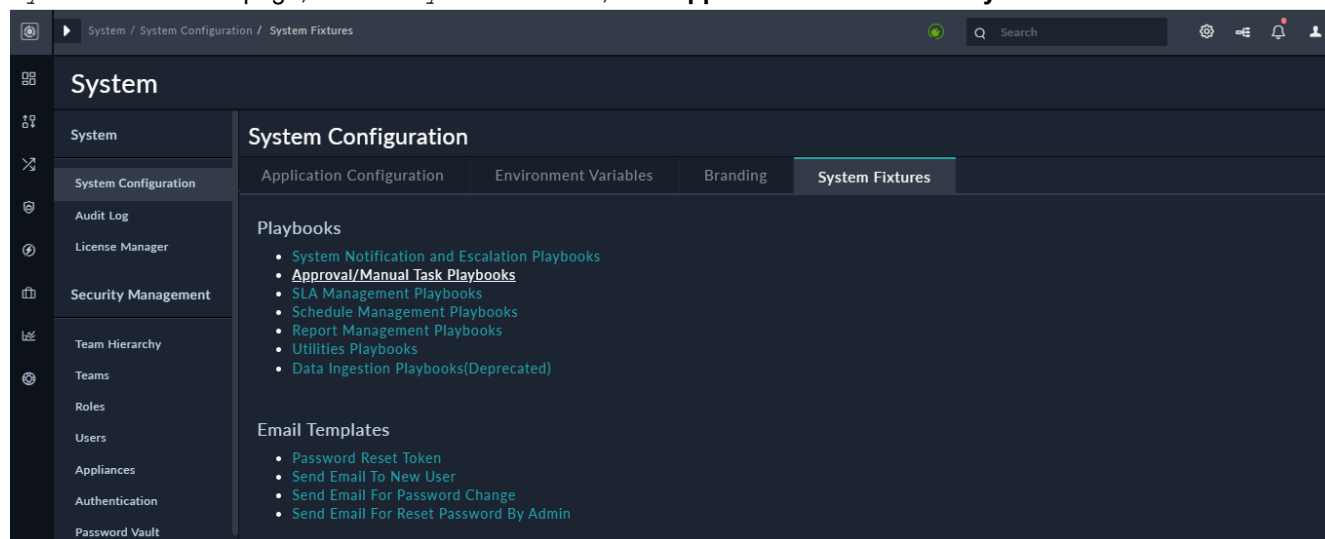 System / System Configuration / System Fixtures
Search
System
System
System Configuration
Audit Log
License Manager
Security Management
Team Hierarchy
Teams
Roles
Users
Appliances
Authentication
Password Vault
System Configuration
Application Configuration
Environment Variables
Branding
System Fixtures
Playbooks
System Notification and Escalation Playbooks
Approval/Manual Task Playbooks
SLA Management Playbooks
Schedule Management Playbooks
Report Management Playbooks
Utilities Playbooks
Data Ingestion Playbooks(Deprecated)
Email Templates
Password Reset Token
Send Email To New User
Send Email For Password Change
Send Email For Reset Password By Admin